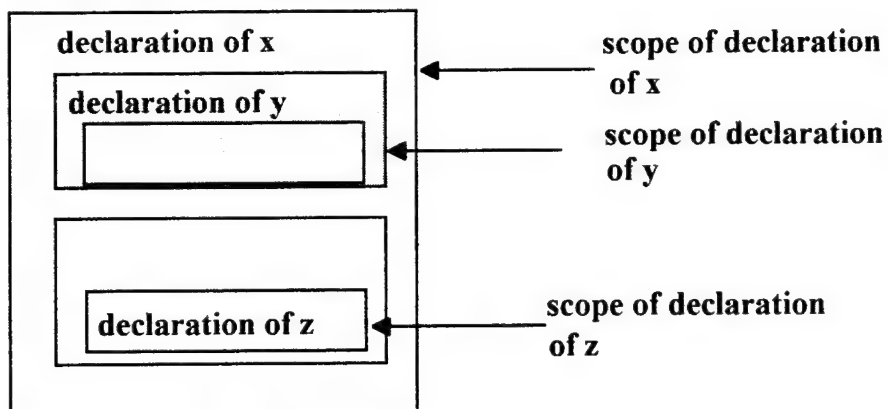 declaration of x
scope of declaration
of x
declaration of y
scope of declaration
of y
declaration of z
scope of declaration
of z